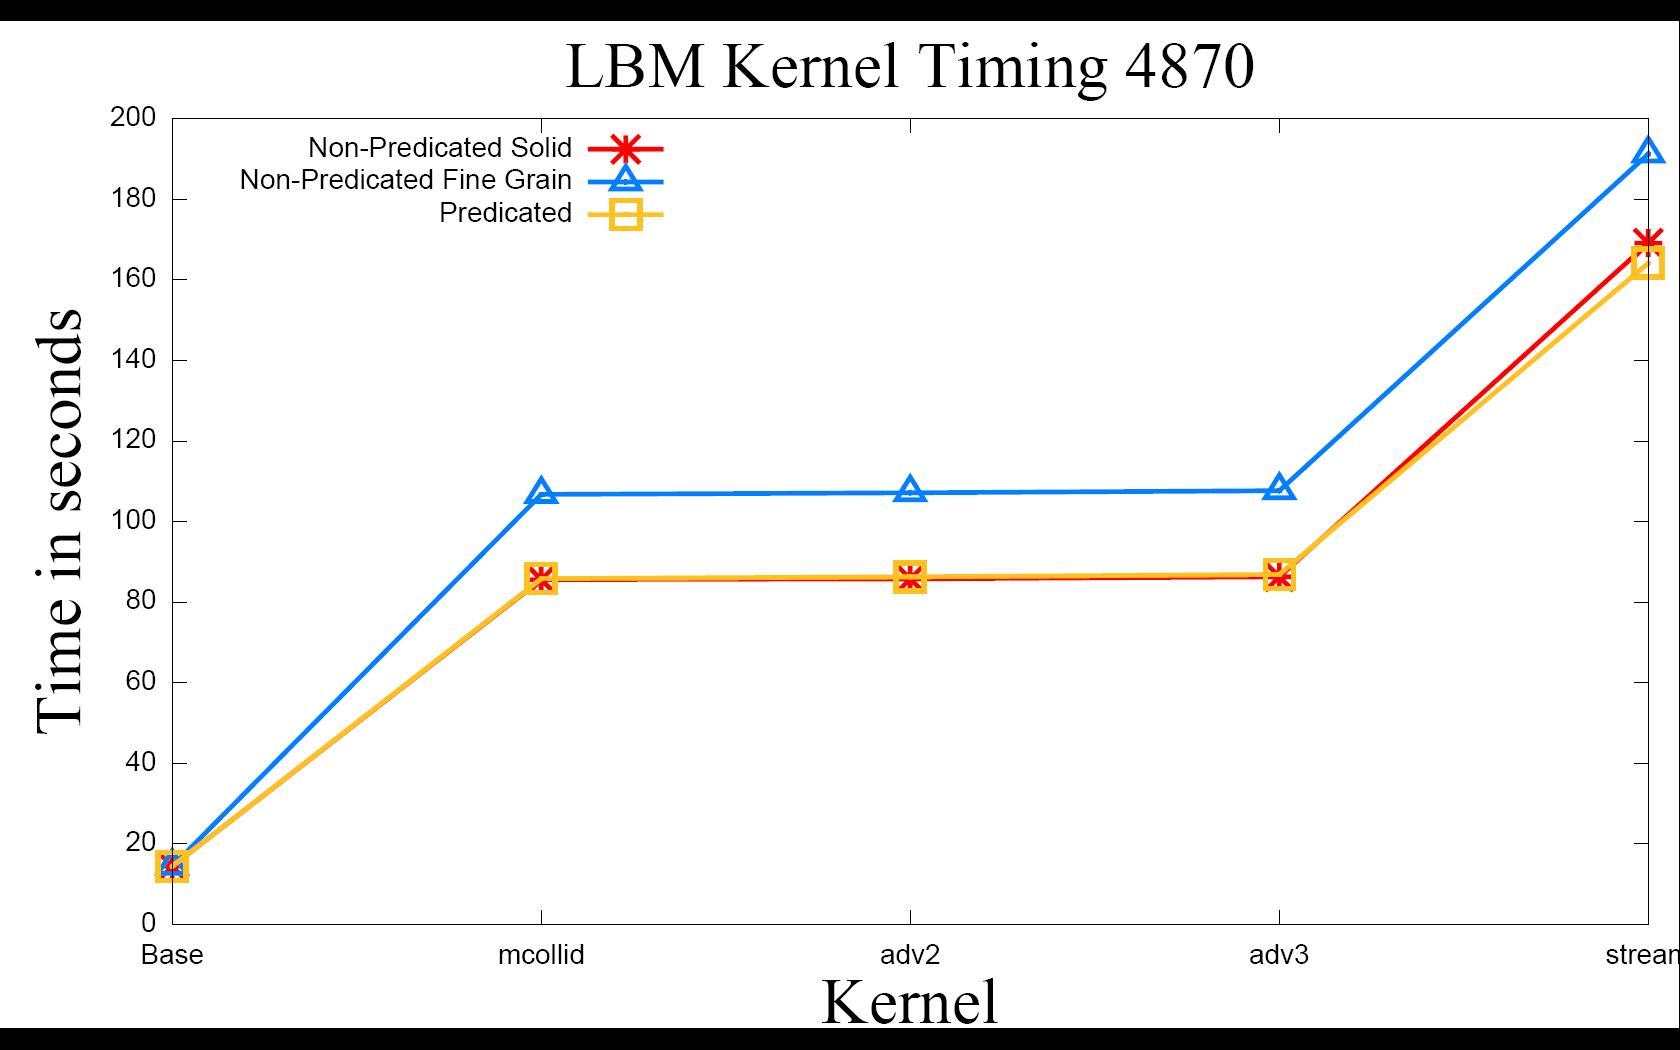 LBM Kernel Timing 4870
Non-Predicated Solid
Non-Predicated Fine Grain
Predicated
200
180
160
140
120
100
80
60
40
20
0
Time in seconds
Base mcollid adv2 adv3 stream
Kernel